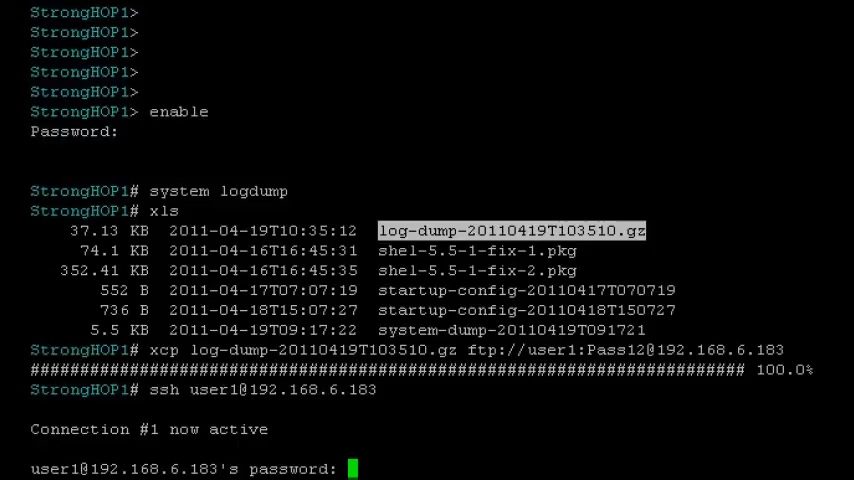 StrongHOP1>
StrongHOP1>
StrongHOP1>
StrongHOP1>
StrongHOP1>
StrongHOP1> enable
Password:
StrongHOP1# system logdump
StrongHOP1# xls
37.13 KB 2011-04-19T10:35:12 log-dump-20110419T103510.gz
74.1 KB 2011-04-16T16:45:31 shel-5.5-1-fix-1.pkg
352.41 KB 2011-04-16T16:45:35 shel-5.5-1-fix-2.pkg
552 B 2011-04-17T07:07:19 startup-config-20110417T070719
736 B 2011-04-18T15:07:27 startup-config-20110418T150727
5.5 KB 2011-04-19T09:17:22 system-dump-20110419T091721
StrongHOP1# xcp log-dump-20110419T103510.gz ftp://user1:Pass12@192.168.6.183
######################################################################## 100.0%
StrongHOP1# ssh user1@192.168.6.183
Connection #1 now active
user1@192.168.6.183's password: